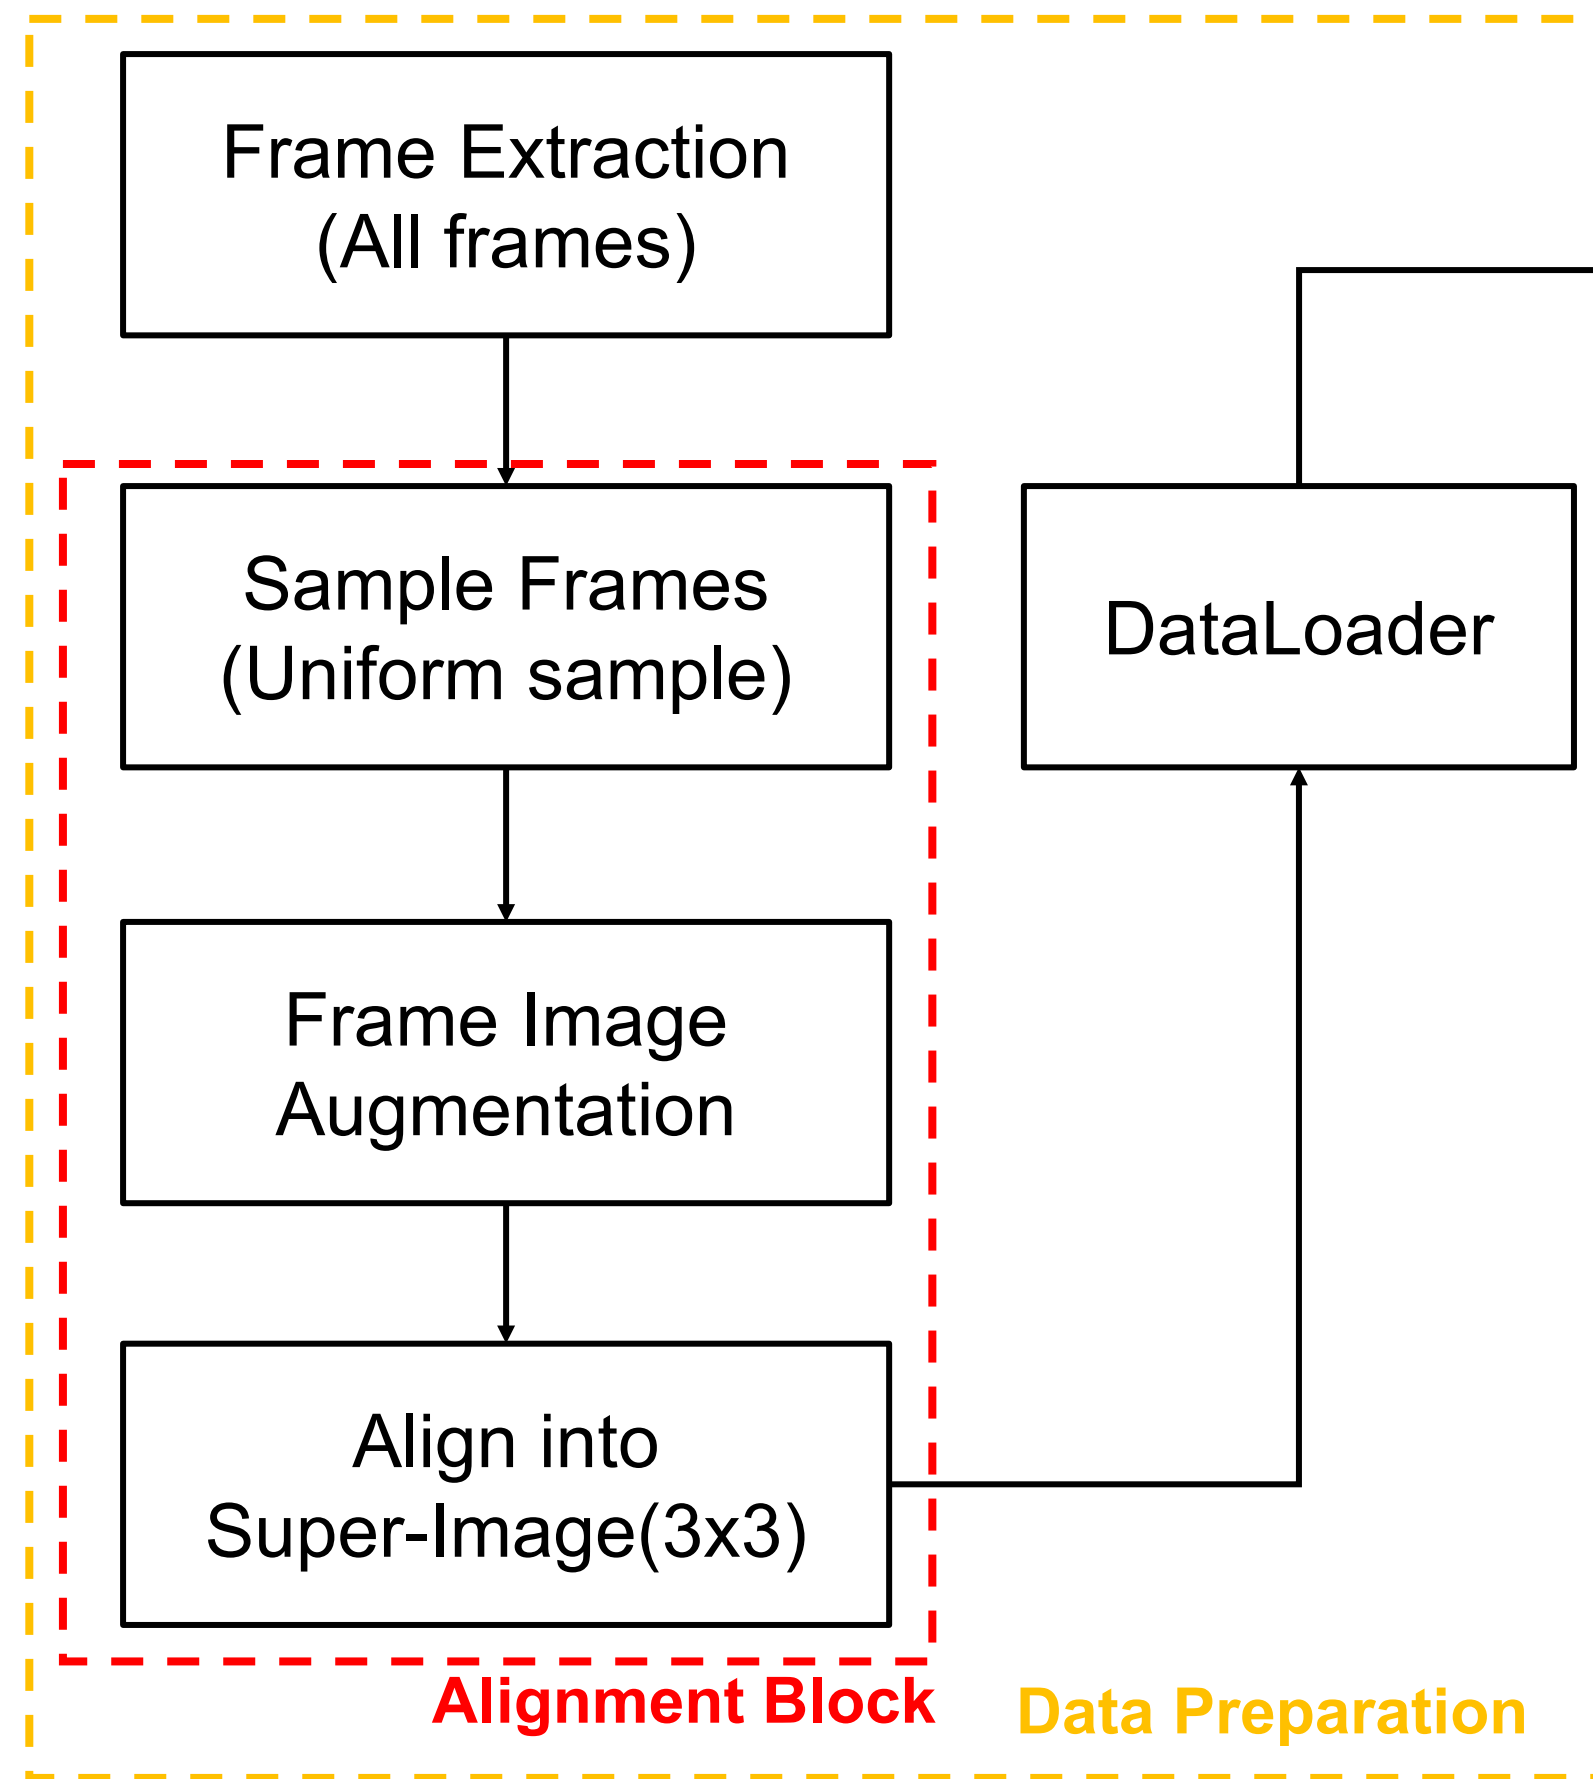 Frame Extraction
(All frames)
Sample Frames
(Uniform sample)
DataLoader
Frame Image
Augmentation
Align into
Super-Image(3x3)
Alignment Block
Data Preparation